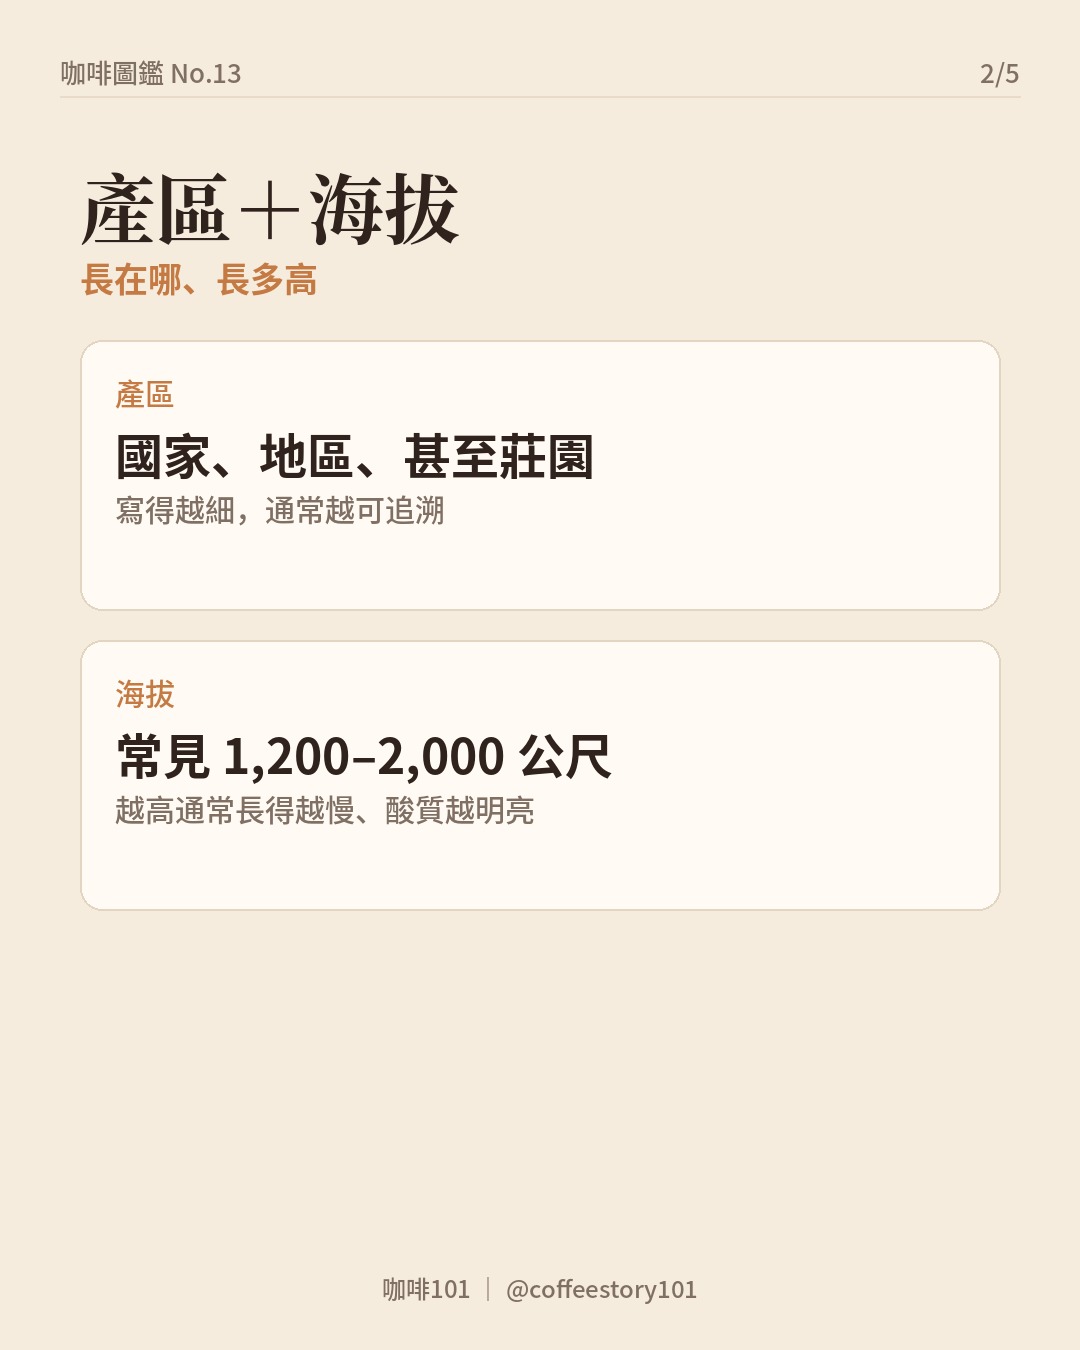 咖啡圖鑑 No.13
2/5
產區＋海拔
長在哪、長多高
產區
國家、地區、甚至莊園
寫得越細，通常越可追溯
海拔
常見 1,200–2,000 公尺
越高通常長得越慢、酸質越明亮
咖啡101｜@coffeestory101